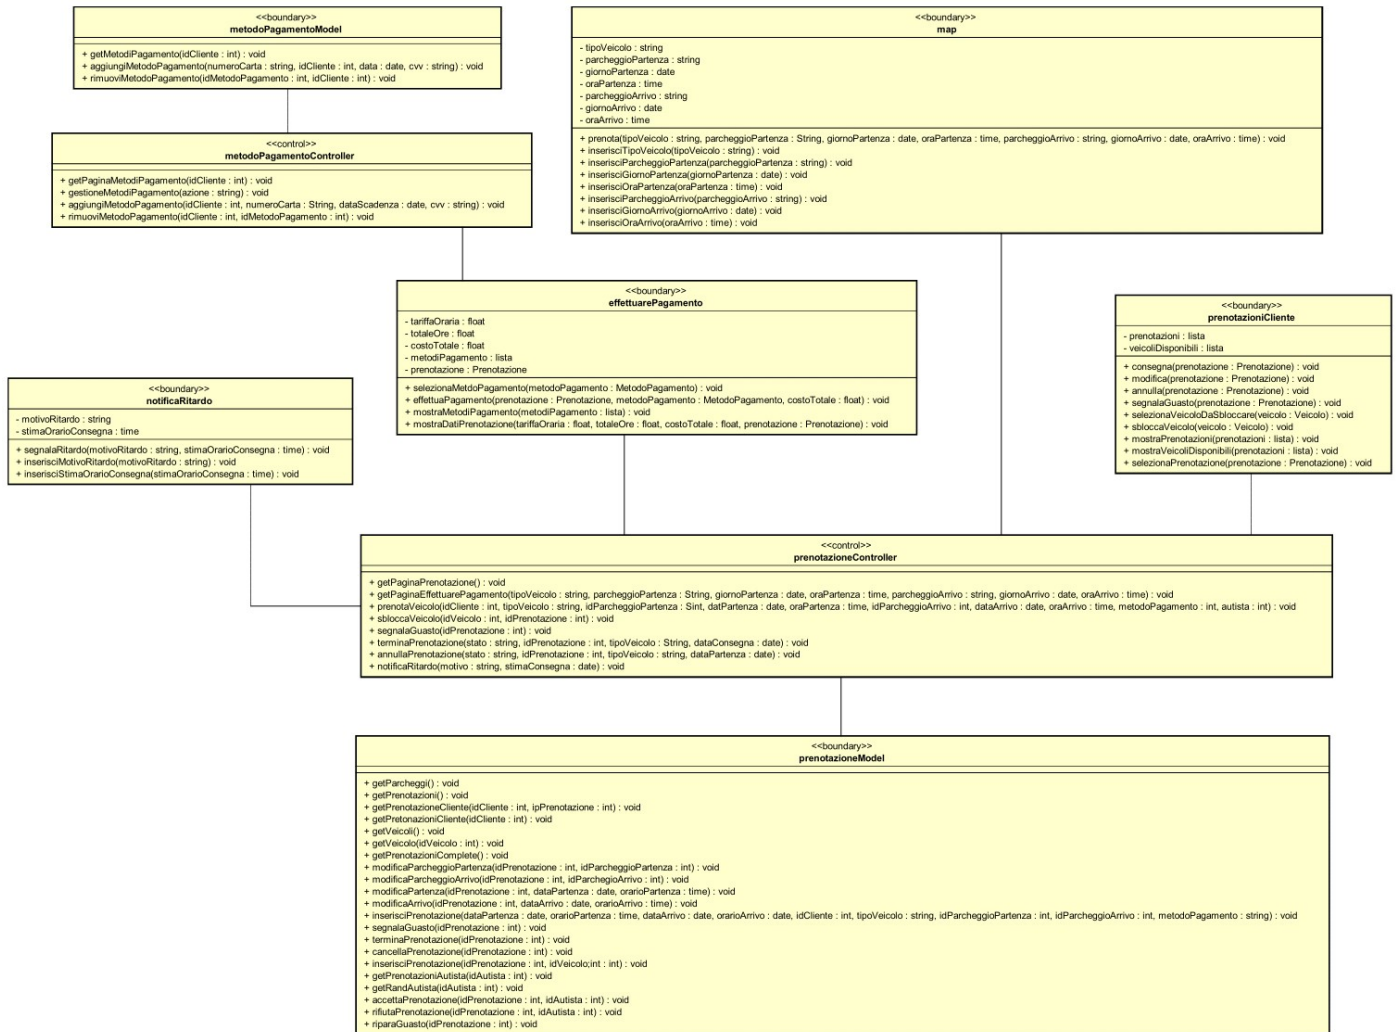 <<boundary>>
metodoPagamentoModel
+ getMetodiPagamento(idCliente : int) : void
+ aggiungiMetodoPagamento(numeroCarta : string, idCliente : int, data : date, cvv : string) : void
+ rimuoviMetodoPagamento(idMetodoPagamento : int, idCliente : int) : void
<<boundary>>
map
- tipoVeicolo : string
- parcheggioPartenza : string
- giornoPartenza : date
- oraPartenza : time
- parcheggioArrivo : string
- giornoArrivo : date
- oraArrivo : time
+ prenota(tipoVeicolo : string, parcheggioPartenza : String, giornoPartenza : date, oraPartenza : time, parcheggioArrivo : string, giornoArrivo : date, oraArrivo : time) : void
+ inserisciTipoVeicolo(tipoVeicolo : string) : void
+ inserisciParcheggioPartenza(parcheggioPartenza : string) : void
+ inserisciGiornoPartenza(giornoPartenza : date) : void
+ inserisciOraPartenza(oraPartenza : time) : void
+ inserisciParcheggioArrivo(parcheggioArrivo : string) : void
+ inserisciGiornoArrivo(giornoArrivo : date) : void
+ inserisciOraArrivo(oraArrivo : time) : void
<<control>>
metodoPagamentoController
+ getPaginaMetodiPagamento(idCliente : int) : void
+ gestioneMetodiPagamento(azione : string) : void
+ aggiungiMetodoPagamento(idCliente : int, numeroCarta : String, dataScadenza : date, cvv : string) : void
+ rimuoviMetodoPagamento(idCliente : int, idMetodoPagamento : int) : void
<<boundary>>
effettuarePagamento
- tariffaOraria : float
- totaleOre : float
- costoTotale : float
- metodiPagamento : lista
- prenotazione : Prenotazione
+ selezionaMetdoPagamento(metodoPagamento : MetodoPagamento) : void
+ effettuaPagamento(prenotazione : Prenotazione, metodoPagamento : MetodoPagamento, costoTotale : float) : void
+ mostraMetodiPagamento(metodiPagamento : lista) : void
+ mostraDatiPrenotazione(tariffaOraria : float, totaleOre : float, costoTotale : float, prenotazione : Prenotazione) : void
<<boundary>>
prenotazioniCliente
- prenotazioni : lista
- veicoliDisponibili : lista
+ consegna(prenotazione : Prenotazione) : void
+ modifica(prenotazione : Prenotazione) : void
+ annulla(prenotazione : Prenotazione) : void
+ segnalaGuasto(prenotazione : Prenotazione) : void
+ selezionaVeicoloDaSbloccare(veicolo : Veicolo) : void
+ sbloccaVeicolo(veicolo : Veicolo) : void
+ mostraPrenotazioni(prenotazioni : lista) : void
+ mostraVeicoliDisponibili(prenotazioni : lista) : void
+ selezionaPrenotazione(prenotazione : Prenotazione) : void
<<boundary>>
notificaRitardo
- motivoRitardo : string
- stimaOrarioConsegna : time
+ segnalaRitardo(motivoRitardo : string, stimaOrarioConsegna : time) : void
+ inserisciMotivoRitardo(motivoRitardo : string) : void
+ inserisciStimaOrarioConsegna(stimaOrarioConsegna : time) : void
<<control>>
prenotazioneController
+ getPaginaPrenotazione() : void
+ getPaginaEffettuarePagamento(tipoVeicolo : string, parcheggioPartenza : String, giornoPartenza : date, oraPartenza : time, parcheggioArrivo : string, giornoArrivo : date, oraArrivo : time) : void
+ prenotaVeicolo(idCliente : int, tipoVeicolo : string, idParcheggioPartenza : Sint, datPartenza : date, oraPartenza : time, idParcheggioArrivo : int, dataArrivo : date, oraArrivo : time, metodoPagamento : int, autista : int) : void
+ sbloccaVeicolo(idVeicolo : int, idPrenotazione : int) : void
+ segnalaGuasto(idPrenotazione : int) : void
+ terminaPrenotazione(stato : string, idPrenotazione : int, tipoVeicolo : String, dataConsegna : date) : void
+ annullaPrenotazione(stato : string, idPrenotazione : int, tipoVeicolo : string, dataPartenza : date) : void
+ notificaRitardo(motivo : string, stimaConsegna : date) : void
<<boundary>>
prenotazioneModel
+ getParcheggi() : void
+ getPrenotazioni() : void
+ getPrenotazioneCliente(idCliente : int, ipPrenotazione : int) : void
+ getPretonazioniCliente(idCliente : int) : void
+ getVeicoli() : void
+ getVeicolo(idVeicolo : int) : void
+ getPrenotazioniComplete() : void
+ modificaParcheggioPartenza(idPrenotazione : int, idParcheggioPartenza : int) : void
+ modificaParcheggioArrivo(idPrenotazione : int, idParchegioArrivo : int) : void
+ modificaPartenza(idPrenotazione : int, dataPartenza : date, orarioPartenza : time) : void
+ modificaArrivo(idPrenotazione : int, dataArrivo : date, orarioArrivo : time) : void
+ inserisciPrenotazione(dataPartenza : date, orarioPartenza : time, dataArrivo : date, orarioArrivo : date, idCliente : int, tipoVeicolo : string, idParcheggioPartenza : int, idParcheggioArrivo : int, metodoPagamento : string) : void
+ segnalaGuasto(idPrenotazione : int) : void
+ terminaPrenotazione(idPrenotazione : int) : void
+ cancellaPrenotazione(idPrenotazione : int) : void
+ inserisciPrenotazione(idPrenotazione : int, idVeicolo;int : int) : void
+ getPrenotazioniAutista(idAutista : int) : void
+ getRandAutista(idAutista : int) : void
+ accettaPrenotazione(idPrenotazione : int, idAutista : int) : void
+ rifiutaPrenotazione(idPrenotazione : int, idAutista : int) : void
+ riparaGuasto(idPrenotazione : int) : void